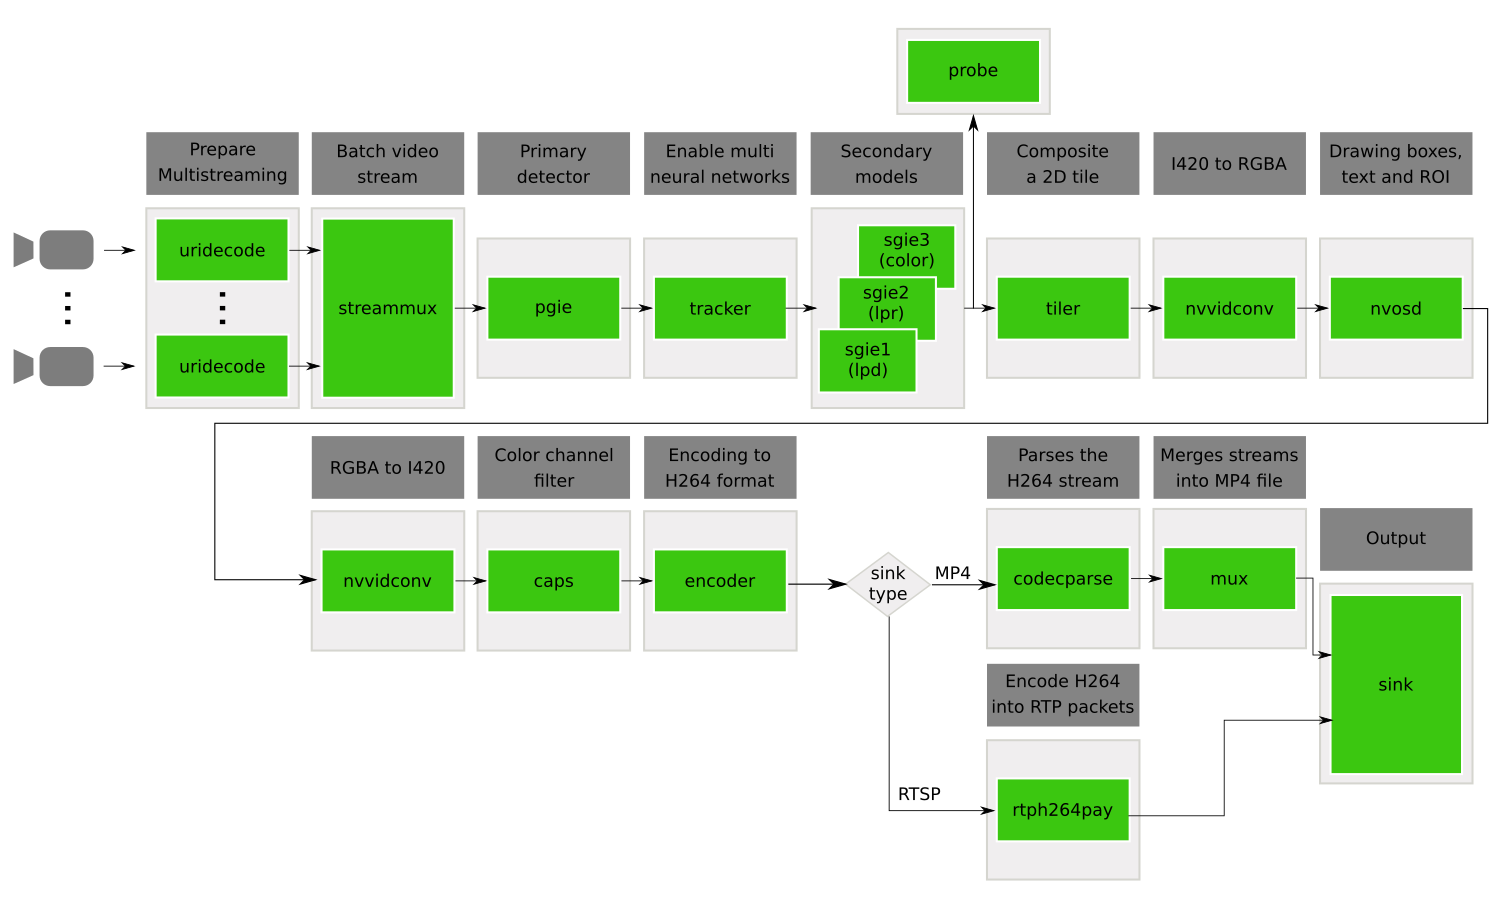 probe
Prepare
Multistreaming
Batch video
stream
Primary
detector
Enable multi
neural networks
Secondary
models
Composite
a 2D tile
I420 to RGBA
Drawing boxes,
text and ROI
uridecode
uridecode
streammux
pgie
tracker
sgie3
(color)
sgie2
(lpr)
sgie1
(lpd)
tiler
nvvidconv
nvosd
RGBA to I420
Color channel
filter
Encoding to
H264 format
Parses the
H264 stream
Merges streams
into MP4 file
Output
nvvidconv
caps
encoder
sink
type
MP4
codecparse
mux
sink
Encode H264
into RTP packets
RTSP
rtph264pay